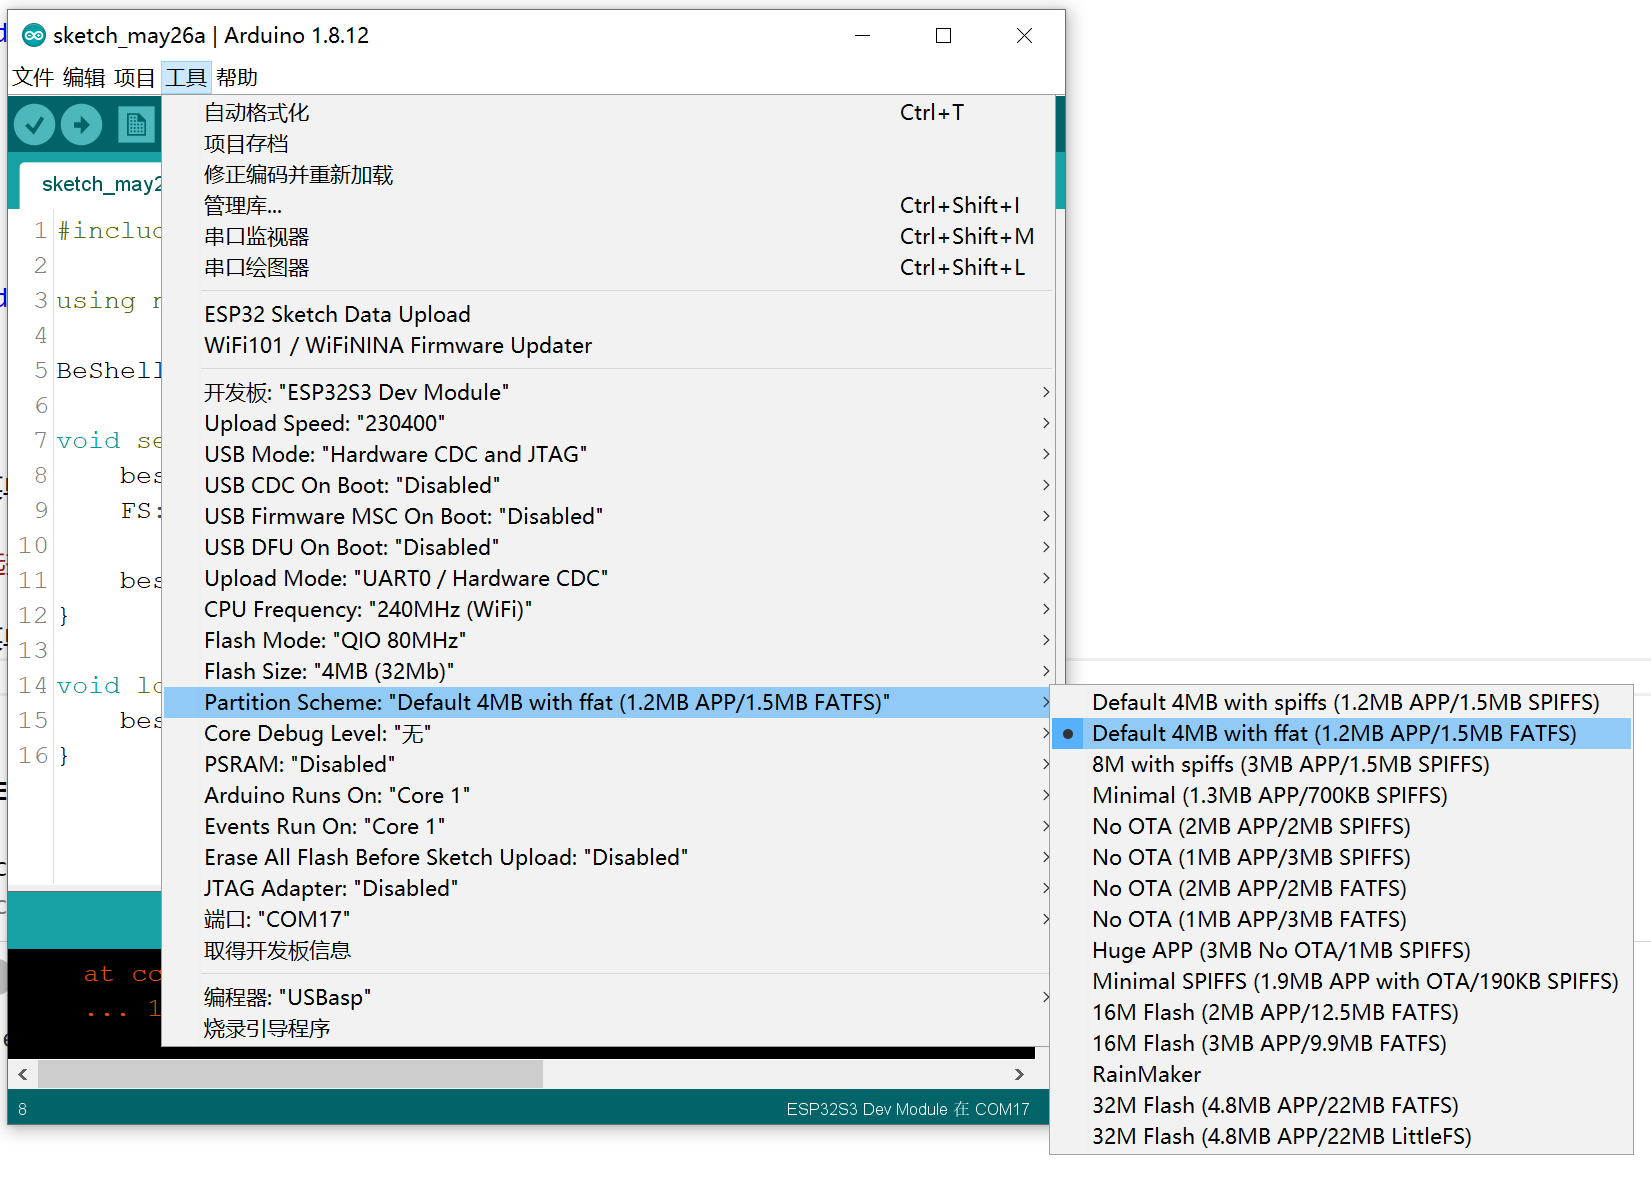 sketch_may26a | Arduino 1.8.12
文件 编辑 项目 工具 帮助
自动格式化 Ctrl+T
项目存档
修正编码并重新加载
管理库... Ctrl+Shift+I
串口监视器 Ctrl+Shift+M
串口绘图器 Ctrl+Shift+L
ESP32 Sketch Data Upload
WiFi101 / WiFiNINA Firmware Updater
开发板: "ESP32S3 Dev Module"
Upload Speed: "230400"
USB Mode: "Hardware CDC and JTAG"
USB CDC On Boot: "Disabled"
USB Firmware MSC On Boot: "Disabled"
USB DFU On Boot: "Disabled"
Upload Mode: "UART0 / Hardware CDC"
CPU Frequency: "240MHz (WiFi)"
Flash Mode: "QIO 80MHz"
Flash Size: "4MB (32Mb)"
Partition Scheme: "Default 4MB with ffat (1.2MB APP/1.5MB FATFS)"
Core Debug Level: "无"
PSRAM: "Disabled"
Arduino Runs On: "Core 1"
Events Run On: "Core 1"
Erase All Flash Before Sketch Upload: "Disabled"
JTAG Adapter: "Disabled"
端口: "COM17"
取得开发板信息
编程器: "USBasp"
烧录引导程序
Default 4MB with spiffs (1.2MB APP/1.5MB SPIFFS)
Default 4MB with ffat (1.2MB APP/1.5MB FATFS)
8M with spiffs (3MB APP/1.5MB SPIFFS)
Minimal (1.3MB APP/700KB SPIFFS)
No OTA (2MB APP/2MB SPIFFS)
No OTA (1MB APP/3MB SPIFFS)
No OTA (2MB APP/2MB FATFS)
No OTA (1MB APP/3MB FATFS)
Huge APP (3MB No OTA/1MB SPIFFS)
Minimal SPIFFS (1.9MB APP with OTA/190KB SPIFFS)
16M Flash (2MB APP/12.5MB FATFS)
16M Flash (3MB APP/9.9MB FATFS)
RainMaker
32M Flash (4.8MB APP/22MB FATFS)
32M Flash (4.8MB APP/22MB LittleFS)
sketch_may2
1 #includ
2
3 using
4
5 BeShell
6
7 void se
8 bes
9 FS:
10
11 bes
12 }
13
14 void lo
15 bes
16 }
at cc
... 1
8
ESP32S3 Dev Module 在 COM17